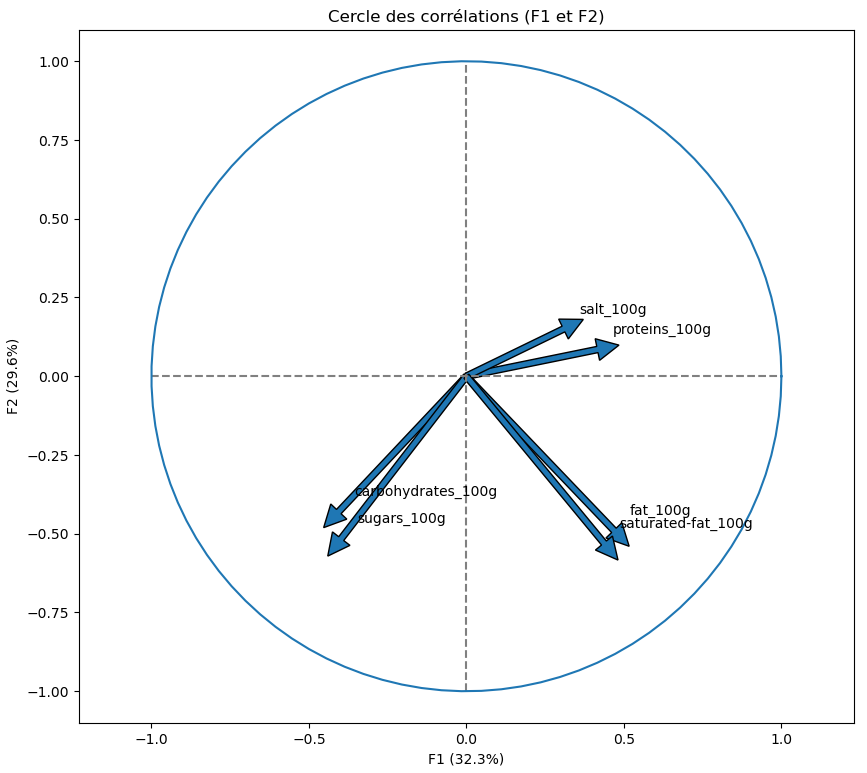 Cercle des corrélations (F1 et F2)
1.00
0.75
0.50
0.25
0.00
−0.25
−0.50
−0.75
−1.00
F2 (29.6%)
salt_100g
proteins_100g
carbohydrates_100g
sugars_100g
fat_100g
saturated-fat_100g
−1.0
−0.5
0.0
0.5
1.0
F1 (32.3%)